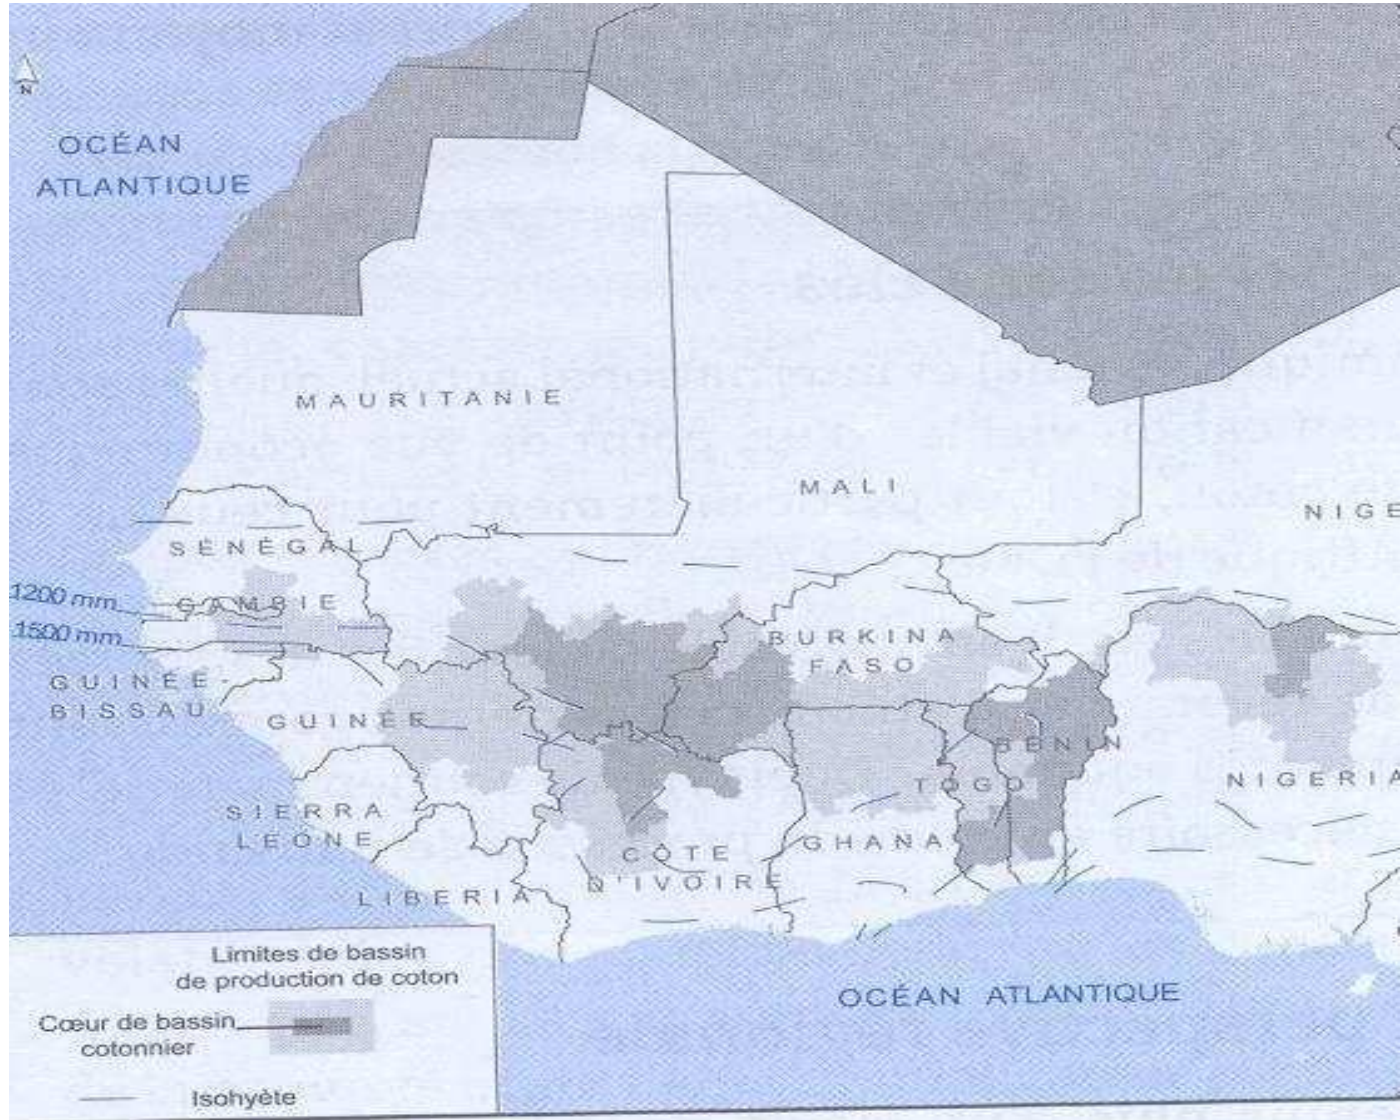 N
OCÉAN
ATLANTIQUE
MAURITANIE
MALI
NIGE
SÉNÉGAL
1200 mm
GAMBIE
1500 mm
BURKINA
FASO
GUINÉE-
BISSAU
GUINÉE
BÉNIN
TOGO
NIGERIA
SIERRA
LEONE
GHANA
CÔTE
D'IVOIRE
LIBERIA
OCÉAN ATLANTIQUE
Limites de bassin
de production de coton
Cœur de bassin
cotonnier
Isohyète